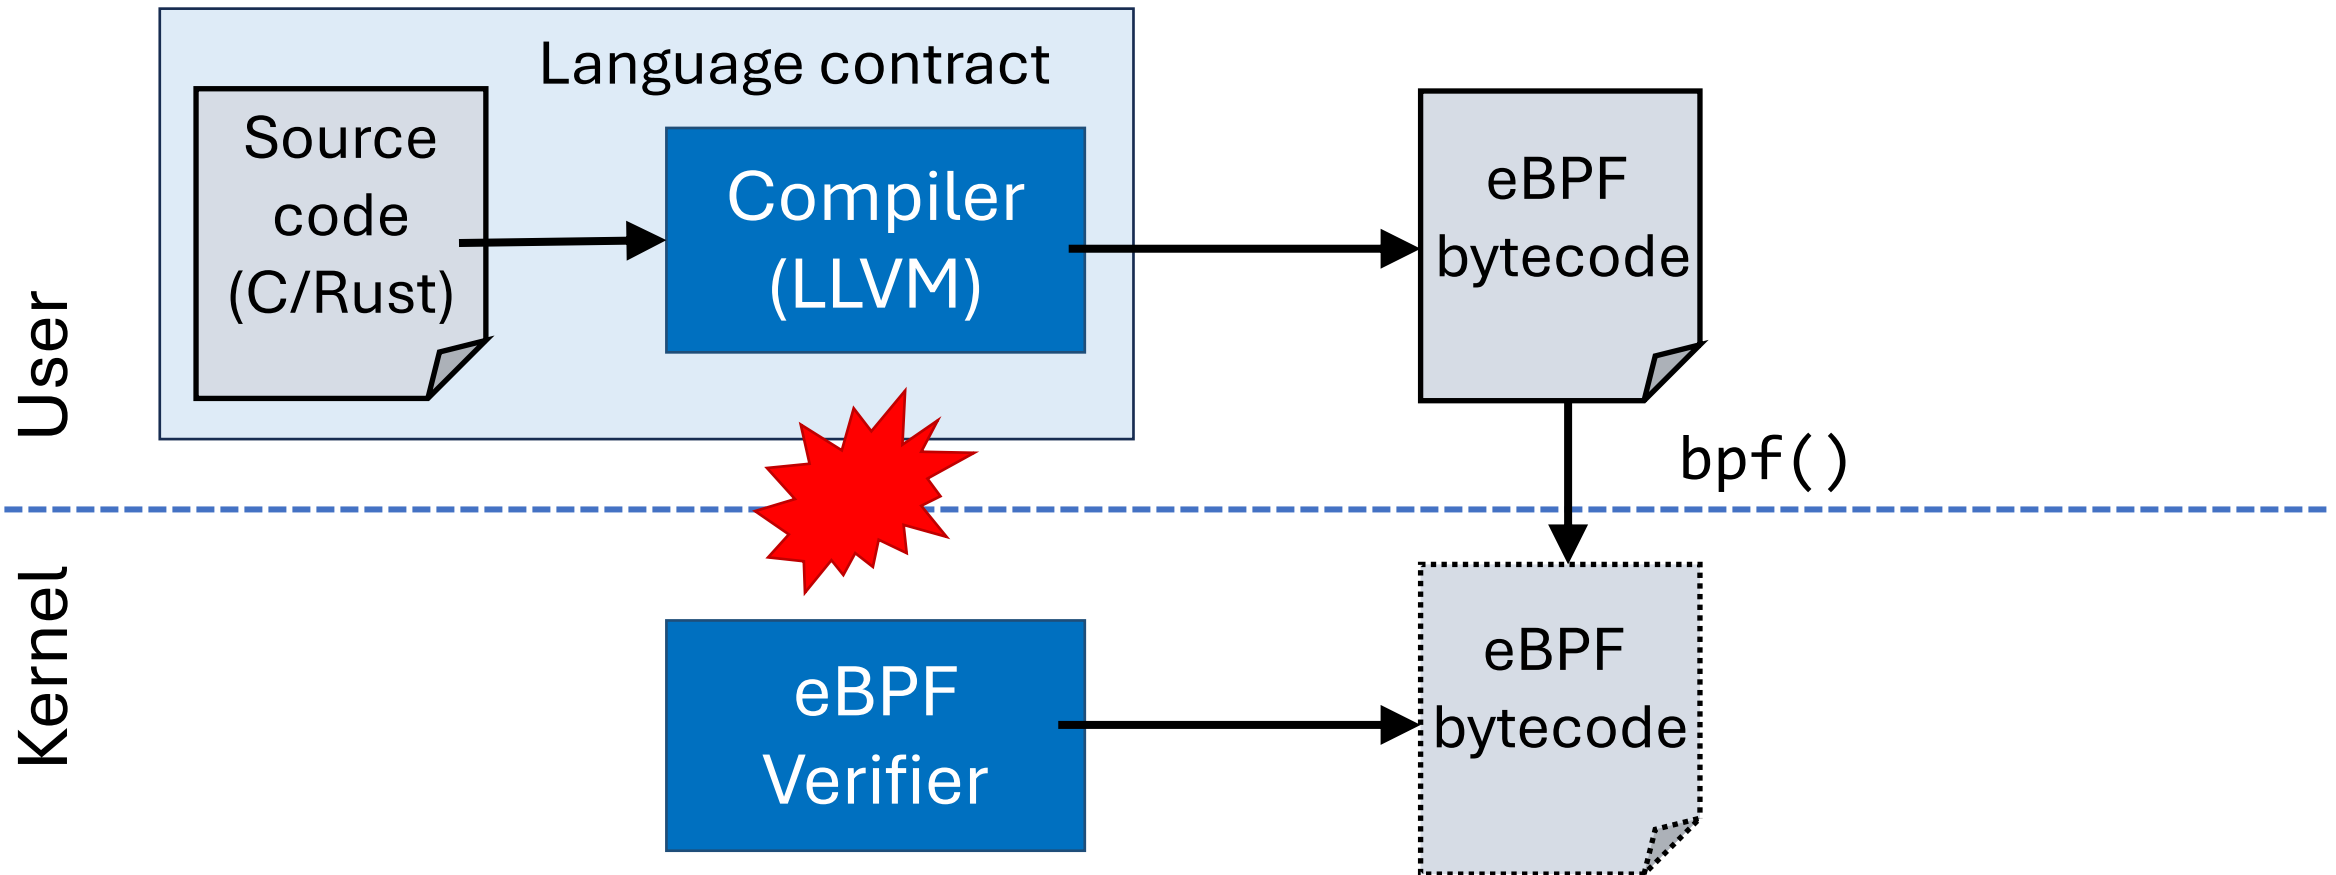 Language contract
Source
code
(C/Rust)
Compiler
(LLVM)
eBPF
bytecode
User
bpf()
Kernel
eBPF
Verifier
eBPF
bytecode